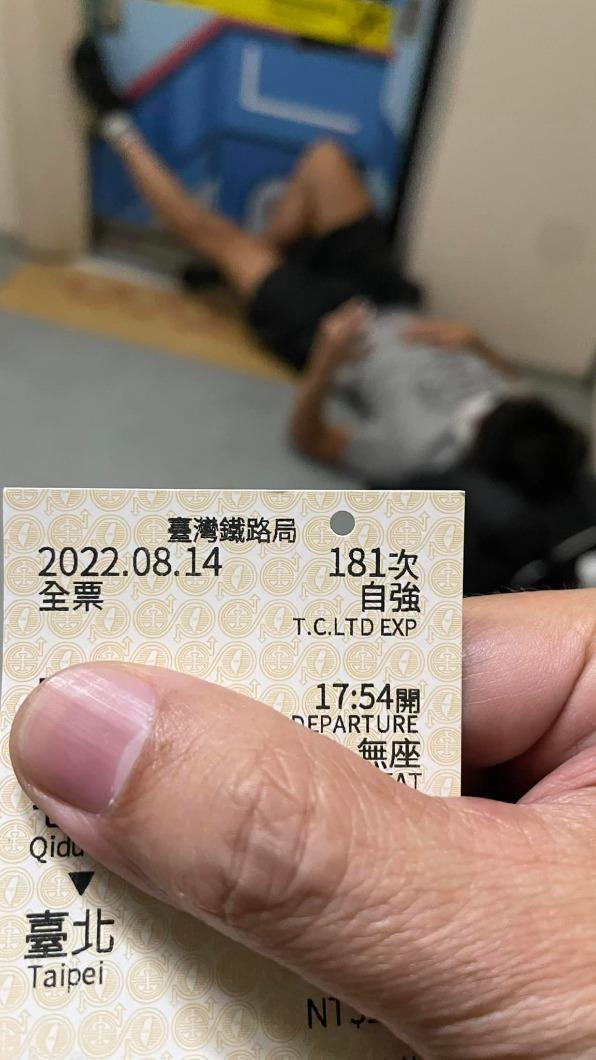 臺灣鐵路局
2022.08.14 181次
全票 自強
T.C.LTD EXP
17:54開
DEPARTURE
無座
Qidu
▼
臺北
Taipei
NT$